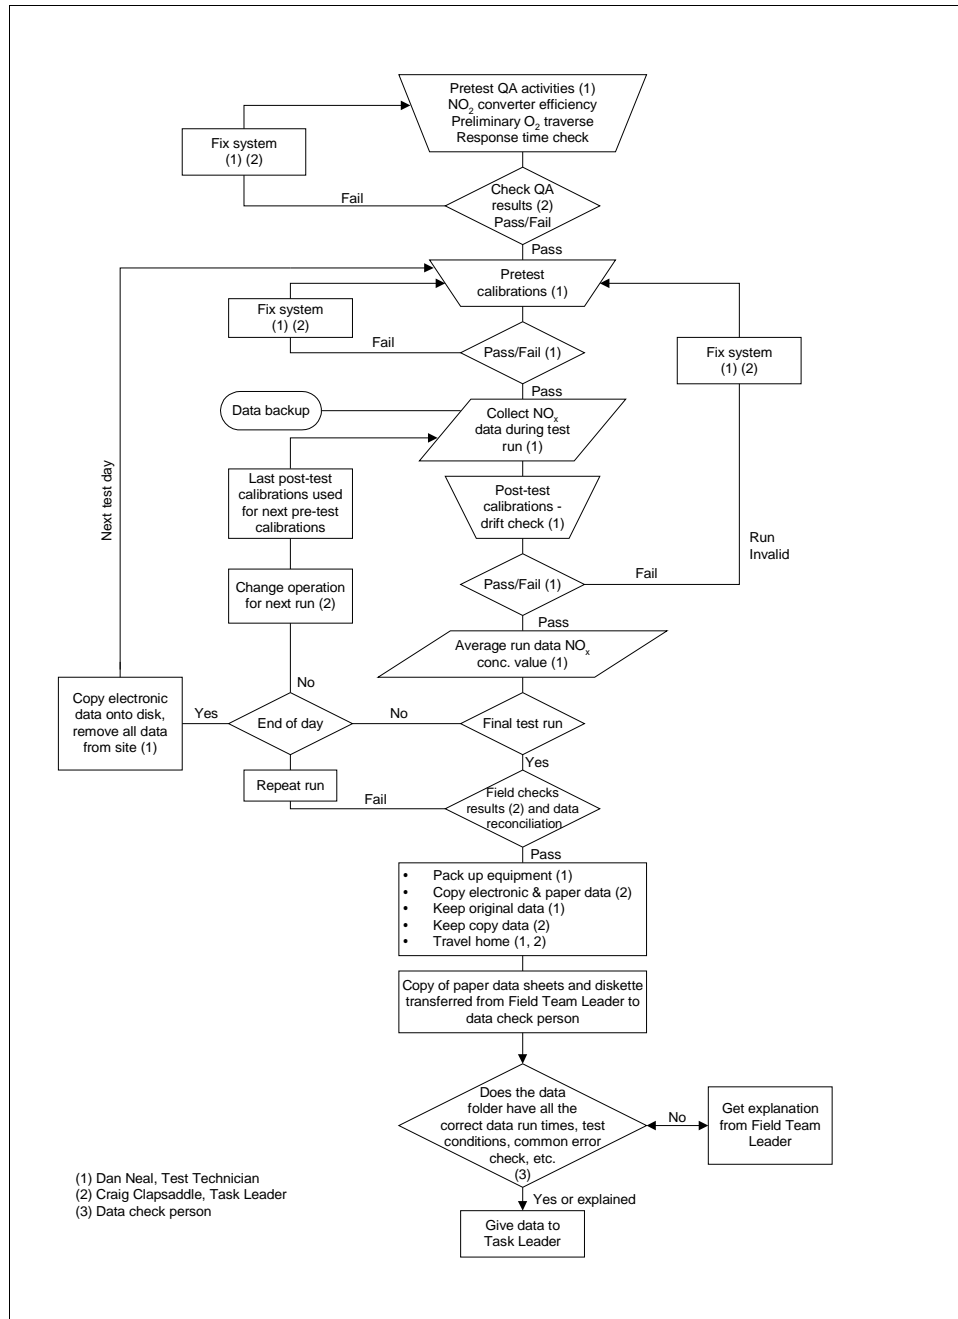 Pretest QA activities (1)
NO₂ converter efficiency
Preliminary O₂ traverse
Response time check
Fix system
(1) (2)
Fail
Check QA
results (2)
Pass/Fail
Pass
Pretest
calibrations (1)
Fix system
(1) (2)
Fail
Pass/Fail (1)
Fix system
(1) (2)
Pass
Data backup
Collect NOₓ
data during test
run (1)
Next test day
Last post-test
calibrations used
for next pre-test
calibrations
Post-test
calibrations -
drift check (1)
Run
Invalid
Change operation
for next run (2)
Pass/Fail (1)
Fail
Pass
Average run data NOₓ
conc. value (1)
No
Copy electronic
data onto disk,
remove all data
from site (1)
Yes
End of day
No
Final test run
Yes
Repeat run
Fail
Field checks
results (2) and data
reconciliation
Pass
• Pack up equipment (1)
• Copy electronic & paper data (2)
• Keep original data (1)
• Keep copy data (2)
• Travel home (1, 2)
Copy of paper data sheets and diskette
transferred from Field Team Leader to
data check person
Does the data
folder have all the
correct data run times, test
conditions, common error
check, etc.
(3)
No
Get explanation
from Field Team
Leader
(1) Dan Neal, Test Technician
(2) Craig Clapsaddle, Task Leader
(3) Data check person
Yes or explained
Give data to
Task Leader